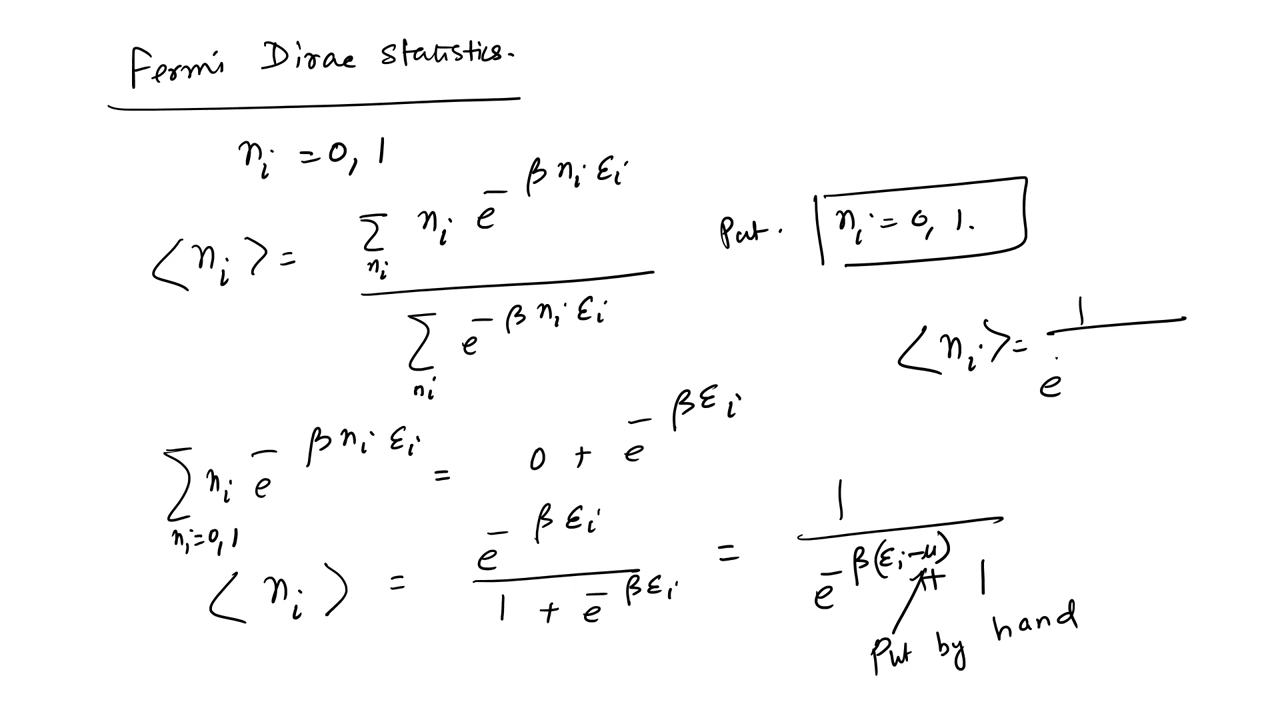 Fermi Dirac Statistics.
n_i = 0, 1
⟨n_i⟩ = Σ_{n_i} n_i e^{-β n_i ε_i} / Σ_{n_i} e^{-β n_i ε_i}
Put. n_i = 0, 1.
⟨n_i⟩ = 1 / e
Σ_{n_i=0,1} n_i e^{-β n_i ε_i} = 0 + e^{-β ε_i}
⟨n_i⟩ = e^{-β ε_i} / (1 + e^{-β ε_i}) = 1 / (e^{-β(ε_i-μ)} + 1)
Put by hand